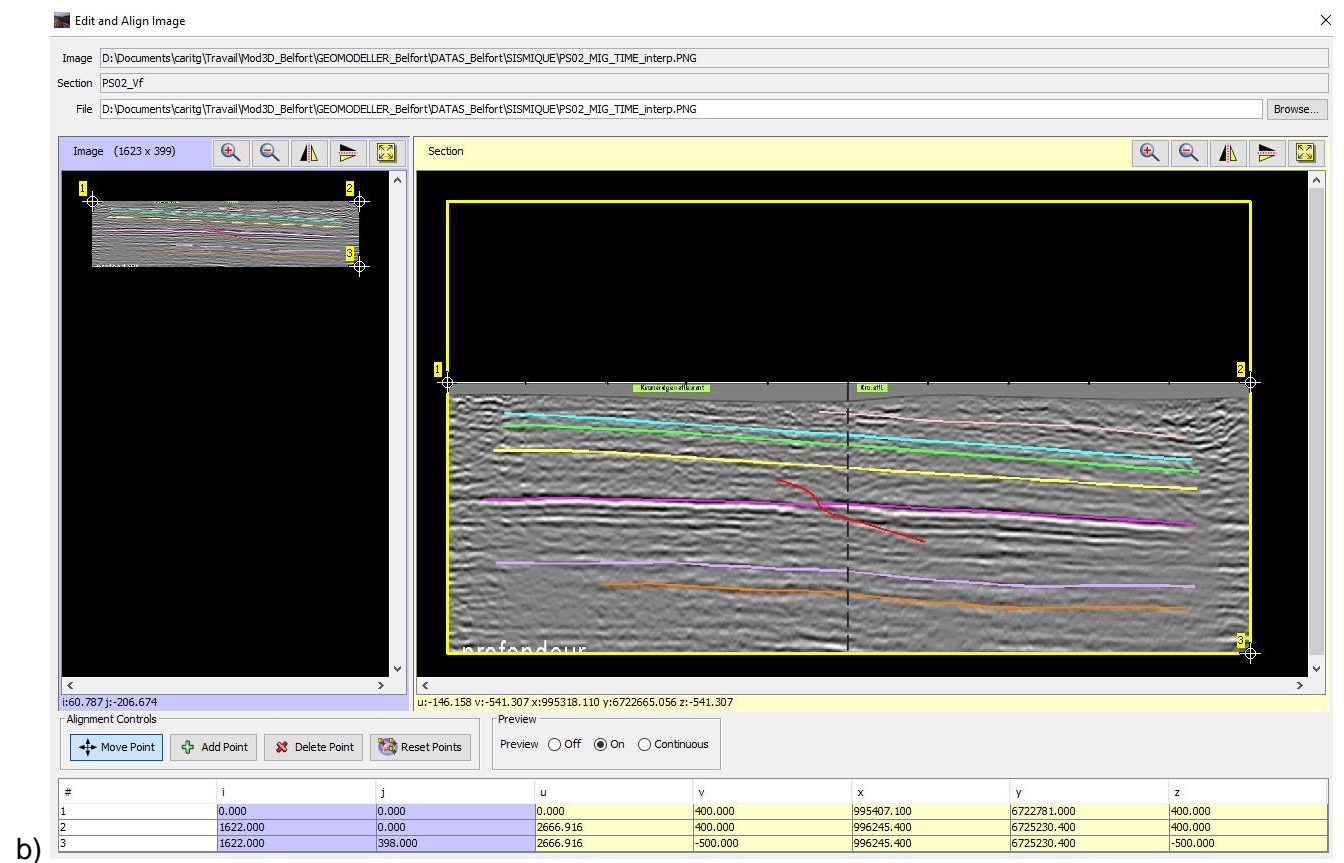 Edit and Align Image
Image D:\Documents\caritg\Travail\Mod3D_Belfort\GEOMODELLER_Belfort\DATAS_Belfort\SISMIQUE\PS02_MIG_TIME_interp.PNG
Section PS02_Vf
File D:\Documents\caritg\Travail\Mod3D_Belfort\GEOMODELLER_Belfort\DATAS_Belfort\SISMIQUE\PS02_MIG_TIME_interp.PNG Browse...
Image (1623 x 399) Section
1 2
3
1 2
3
profondeur
i:60.787 j:-206.674 u:-146.158 v:-541.307 x:995318.110 y:6722665.056 z:-541.307
Alignment Controls Preview
Move Point Add Point Delete Point Reset Points Preview Off On Continuous
# i j u v x y z
1 0.000 0.000 0.000 400.000 995407.100 6722781.000 400.000
2 1622.000 0.000 2666.916 400.000 996245.400 6725230.400 400.000
3 1622.000 398.000 2666.916 -500.000 996245.400 6725230.400 -500.000
b)